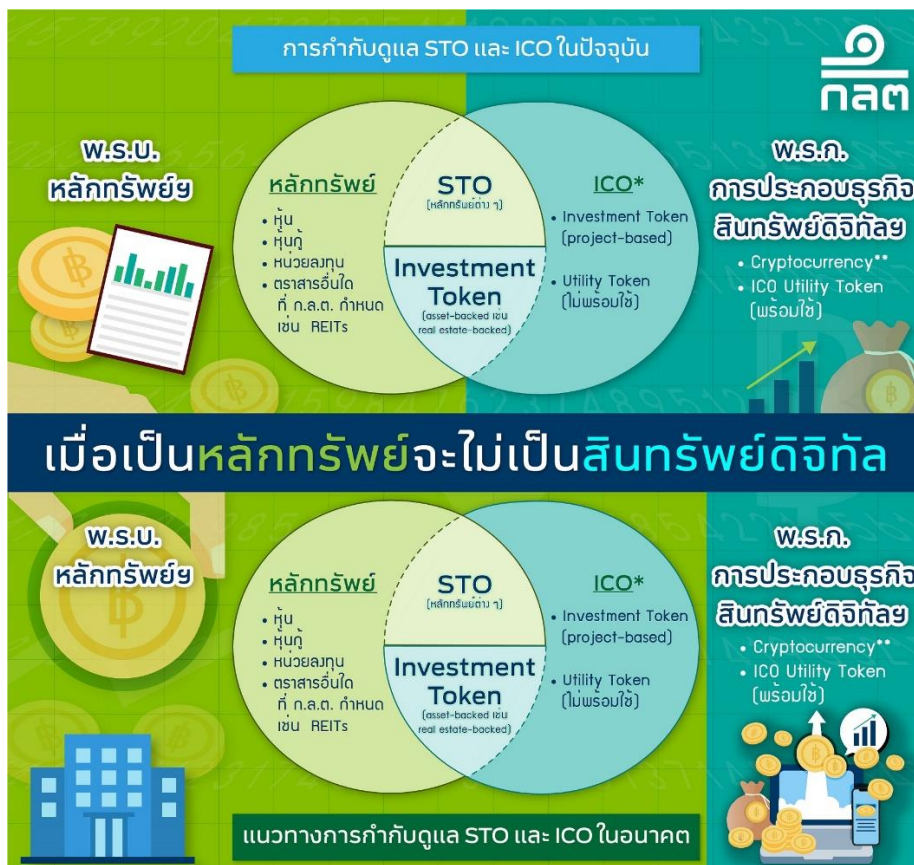 การกำกับดูแล STO และ ICO ในปัจจุบัน
กลต
พ.ร.บ.
หลักทรัพย์ฯ
หลักทรัพย์
• หุ้น
• หุ้นกู้
• หน่วยลงทุน
• ตราสารอื่นใด
ที่ ก.ล.ต. กำหนด
เช่น REITs
STO
(หลักทรัพย์ต่าง ๆ)
Investment
Token
(asset-backed เช่น
real estate-backed)
ICO*
• Investment Token
(project-based)
• Utility Token
(ไม่พร้อมใช้)
พ.ร.ก.
การประกอบธุรกิจ
สินทรัพย์ดิจิทัลฯ
• Cryptocurrency**
• ICO Utility Token
(พร้อมใช้)
เมื่อเป็นหลักทรัพย์จะไม่เป็นสินทรัพย์ดิจิทัล
พ.ร.บ.
หลักทรัพย์ฯ
หลักทรัพย์
• หุ้น
• หุ้นกู้
• หน่วยลงทุน
• ตราสารอื่นใด
ที่ ก.ล.ต. กำหนด
เช่น REITs
STO
(หลักทรัพย์ต่าง ๆ)
Investment
Token
(asset-backed เช่น
real estate-backed)
ICO*
• Investment Token
(project-based)
• Utility Token
(ไม่พร้อมใช้)
พ.ร.ก.
การประกอบธุรกิจ
สินทรัพย์ดิจิทัลฯ
• Cryptocurrency**
• ICO Utility Token
(พร้อมใช้)
แนวทางการกำกับดูแล STO และ ICO ในอนาคต